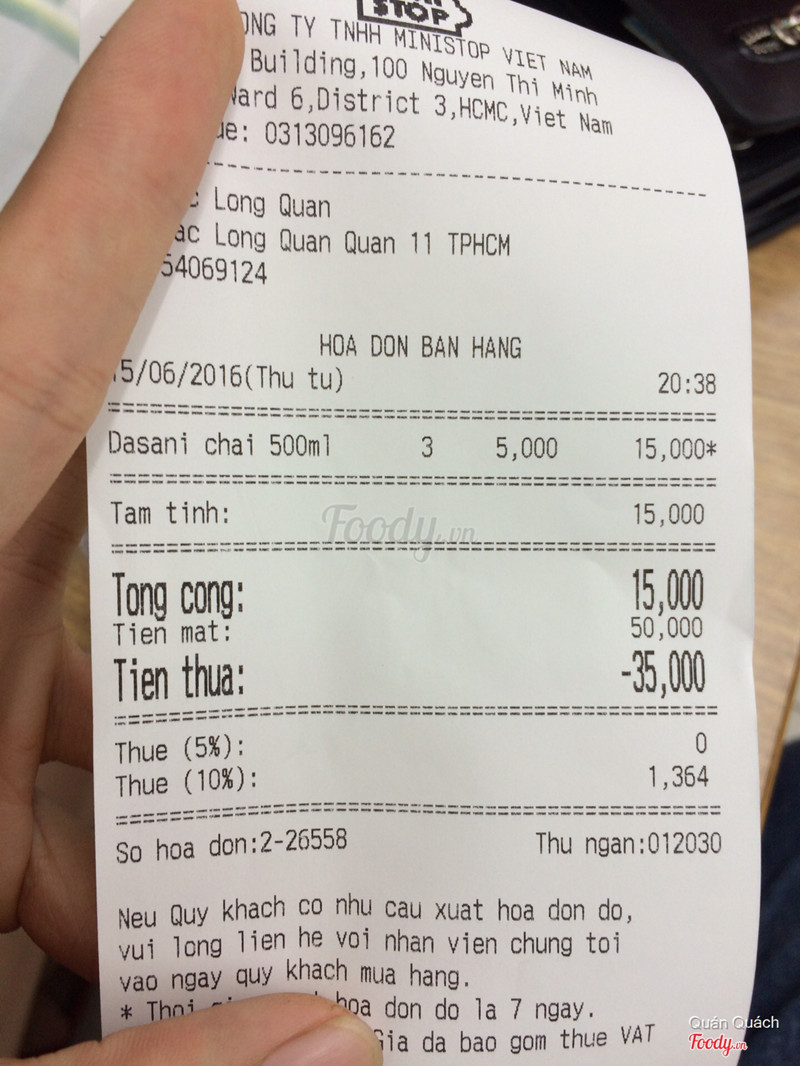 STOP
ONG TY TNHH MINISTOP VIET NAM
Building,100 Nguyen Thi Minh
Ward 6,District 3,HCMC,Viet Nam
0313096162
Long Quan
Long Quan Quan 11 TPHCM
54069124
HOA DON BAN HANG
15/06/2016(Thu tu) 20:38
Dasani chai 500ml 3 5,000 15,000*
Tam tinh: 15,000
Foody.vn
Tong cong: 15,000
Tien mat: 50,000
Tien thua: -35,000
Thue (5%): 0
Thue (10%): 1,364
So hoa don:2-26558 Thu ngan:012030
Neu Quy khach co nhu cau xuat hoa don do,
vui long lien he voi nhan vien chung toi
vao ngay quy khach mua hang.
* Thoi hoa don do la 7 ngay.
Gia da bao gom thue VAT
Quán Quách
Foody.vn